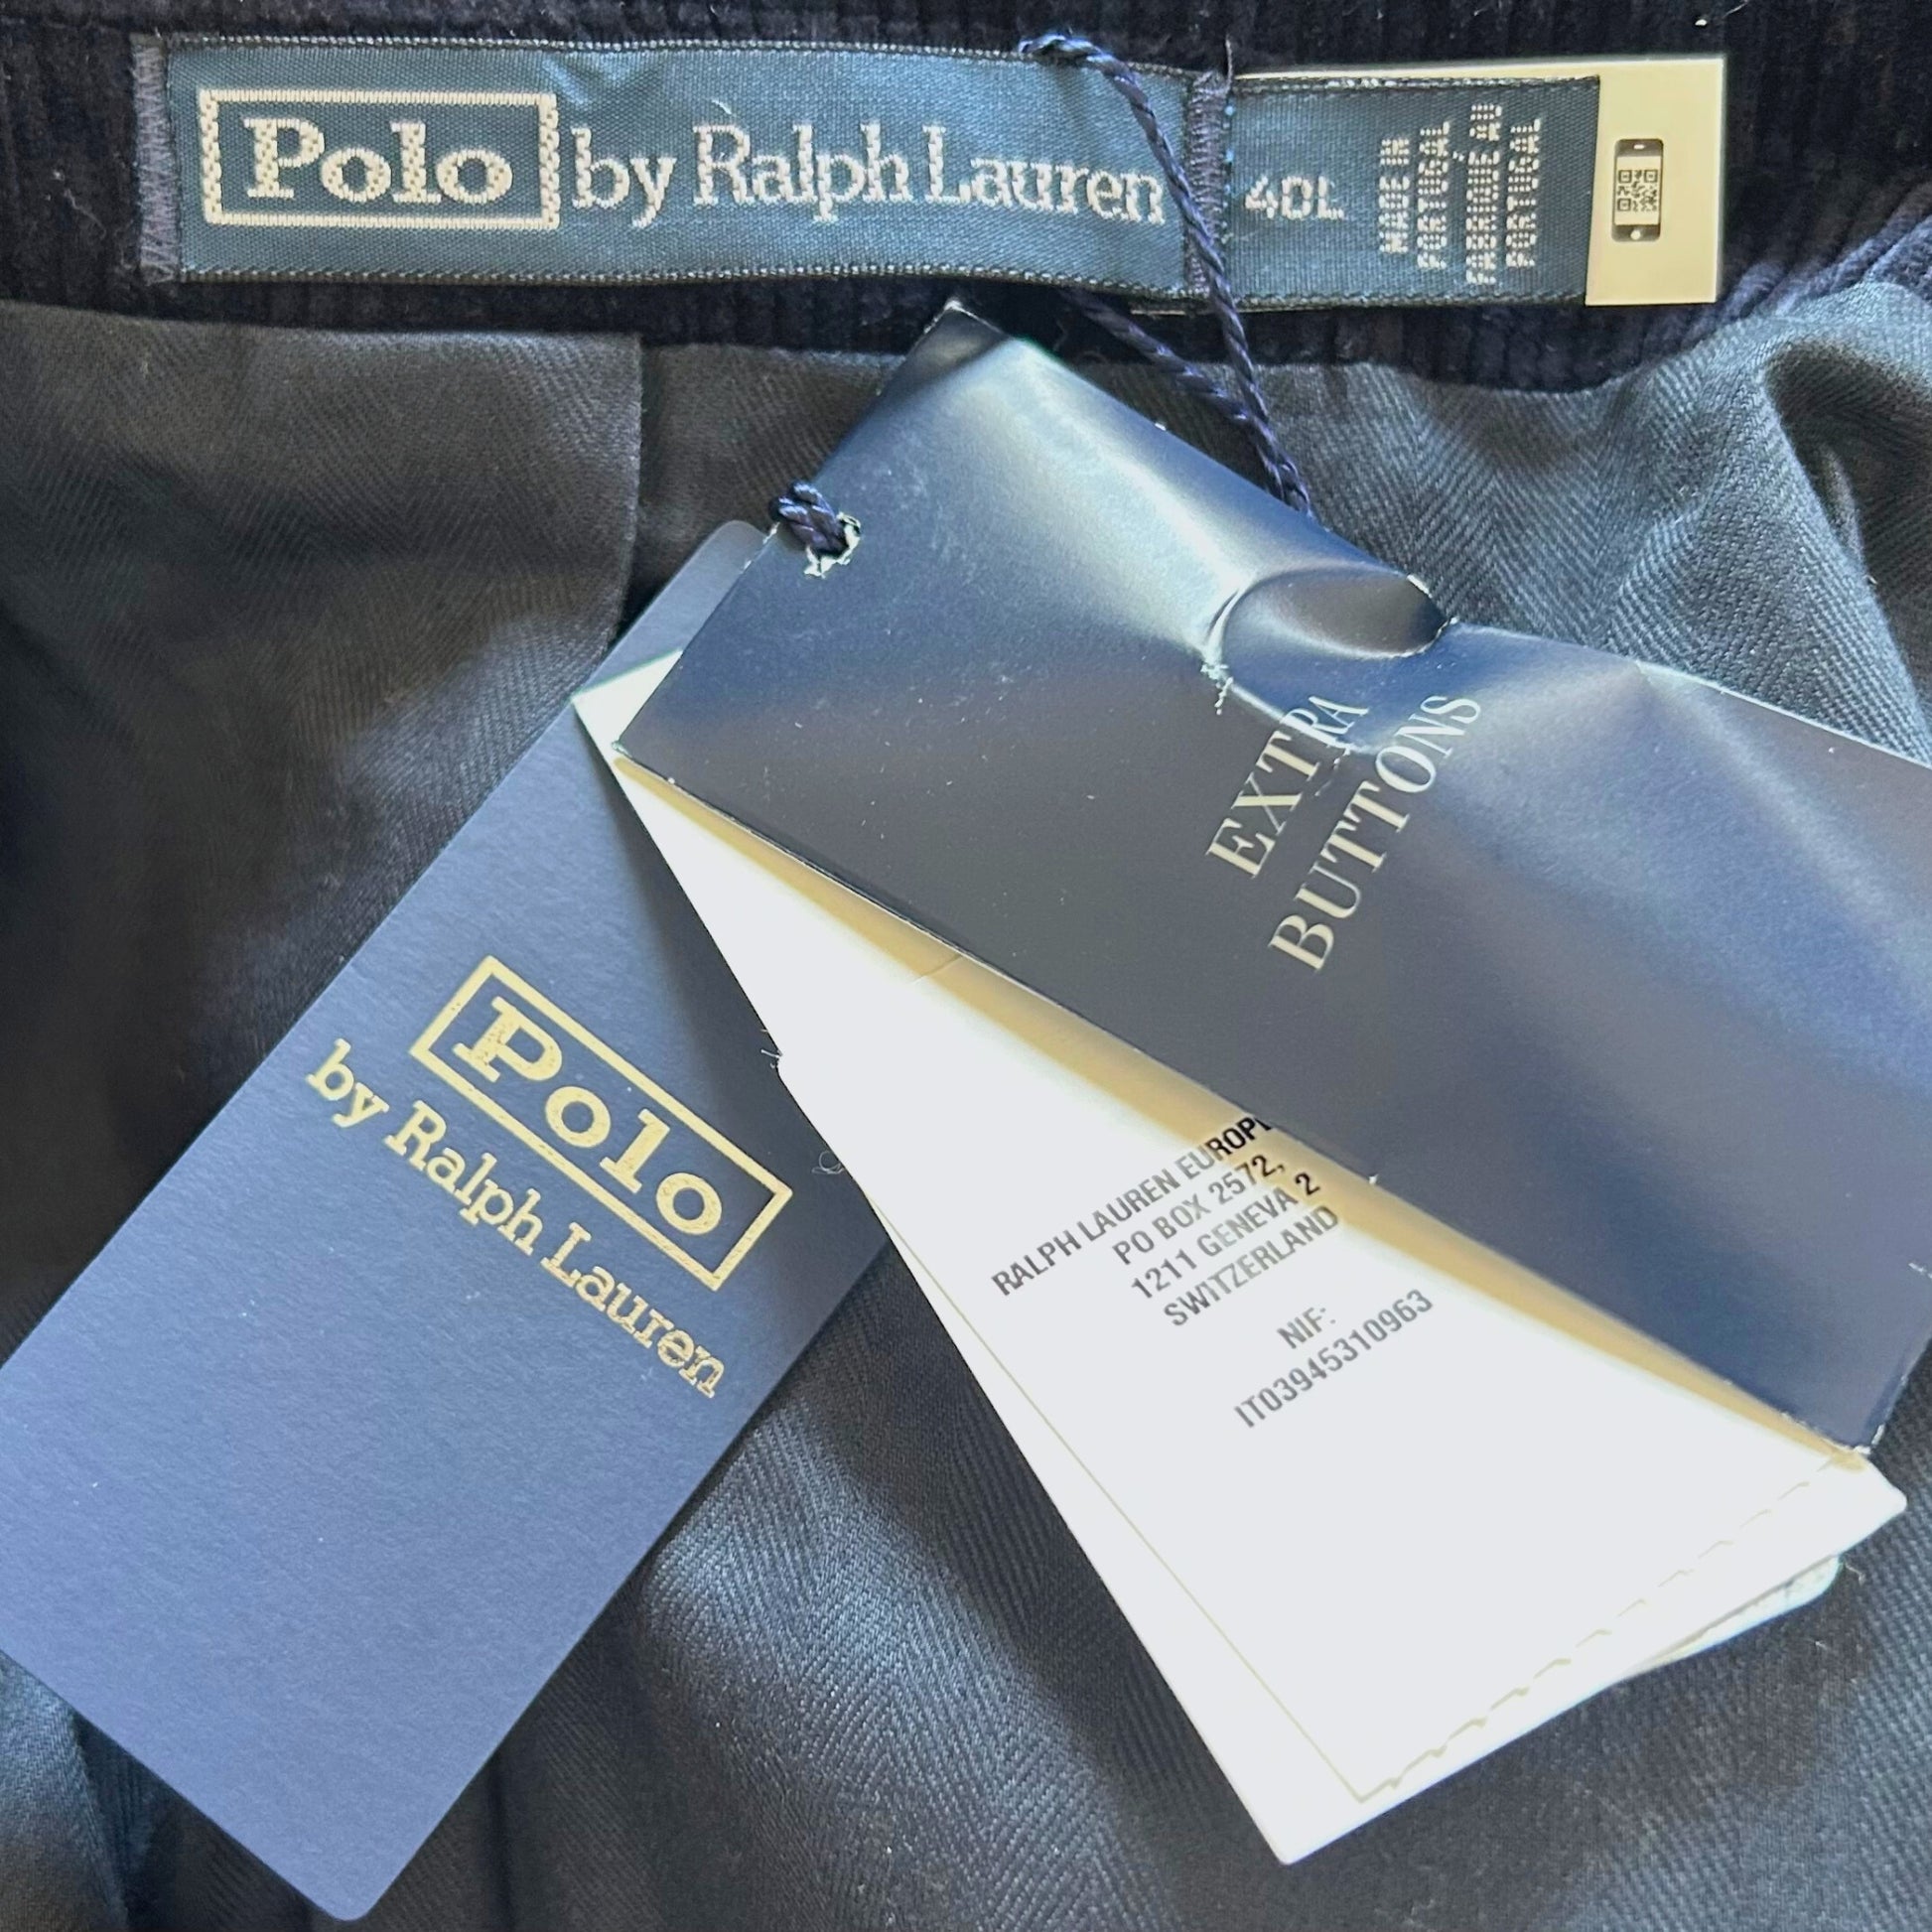 Polo by Ralph Lauren
40L
MADE IN
PORTUGAL
FABRIQUÉ AU
PORTUGAL
EXTRA
BUTTONS
Polo
by Ralph Lauren
RALPH LAUREN EUROPE
PO BOX 2572,
1211 GENEVA 2
SWITZERLAND
NIF:
IT03945310963